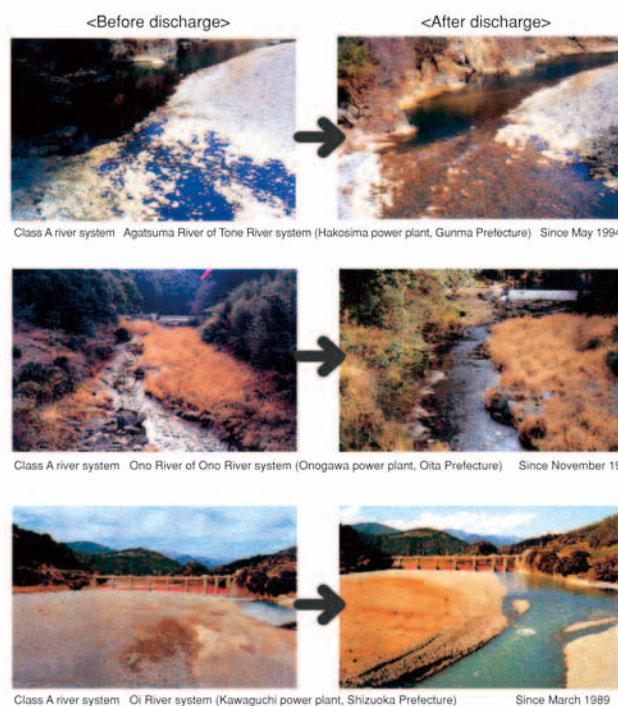 <Before discharge> <After discharge>
Class A river system Agatsuma River of Tone River system (Hakosima power plant, Gunma Prefecture) Since May 1994
Class A river system Ono River of Ono River system (Onogawa power plant, Oita Prefecture) Since November 19
Class A river system Oi River system (Kawaguchi power plant, Shizuoka Prefecture) Since March 1989